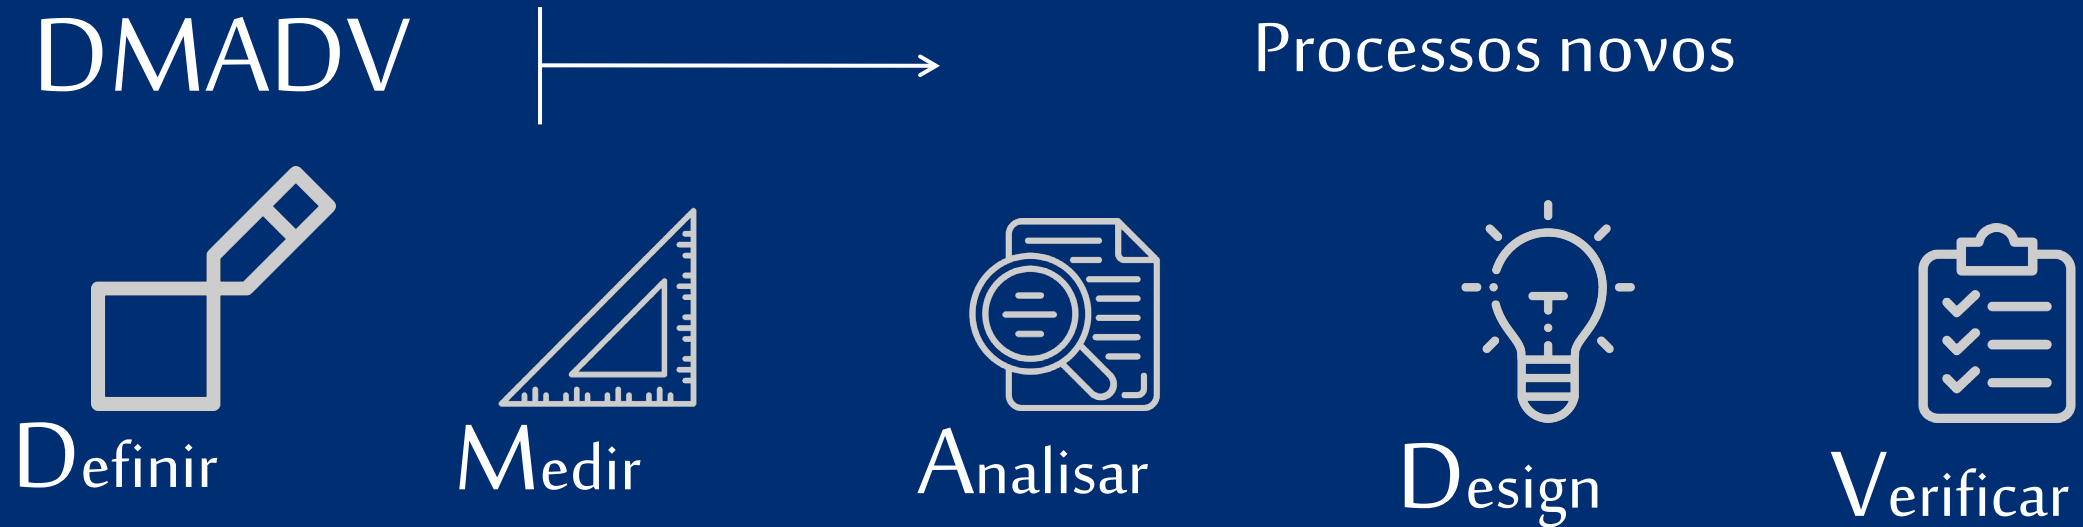 DMADV
Processos novos
Definir
Medir
Analisar
Design
Verificar